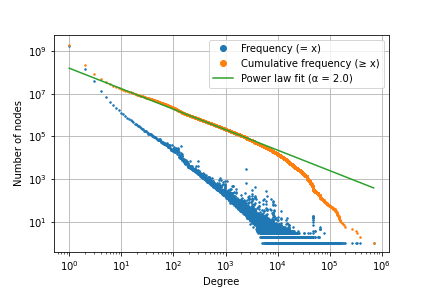 Frequency (= x)
Cumulative frequency (≥ x)
Power law fit (α = 2.0)
Number of nodes
10⁹
10⁷
10⁵
10³
10¹
10⁰ 10¹ 10² 10³ 10⁴ 10⁵ 10⁶
Degree